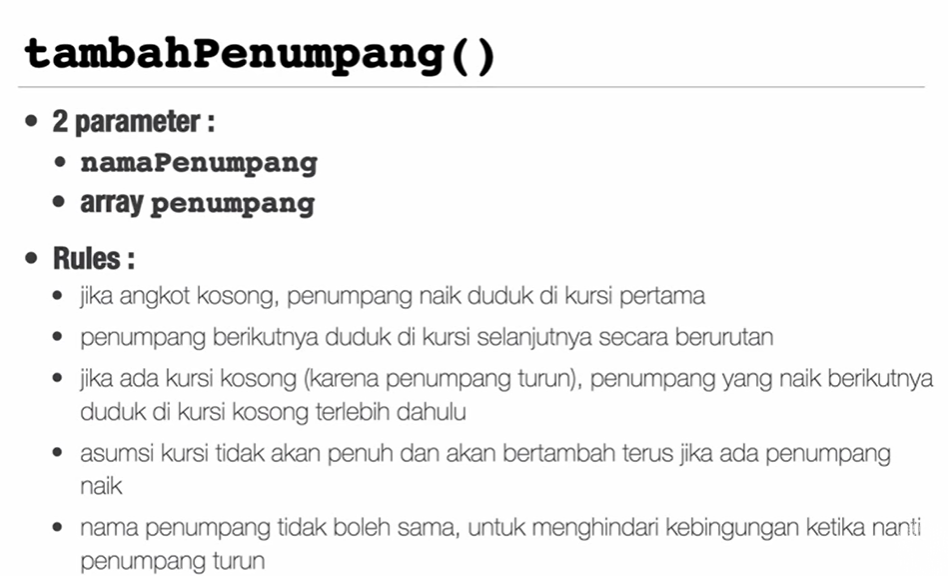 tambahPenumpang()
• 2 parameter :
• namaPenumpang
• array penumpang
• Rules :
• jika angkot kosong, penumpang naik duduk di kursi pertama
• penumpang berikutnya duduk di kursi selanjutnya secara berurutan
• jika ada kursi kosong (karena penumpang turun), penumpang yang naik berikutnya
duduk di kursi kosong terlebih dahulu
• asumsi kursi tidak akan penuh dan akan bertambah terus jika ada penumpang
naik
• nama penumpang tidak boleh sama, untuk menghindari kebingungan ketika nanti
penumpang turun